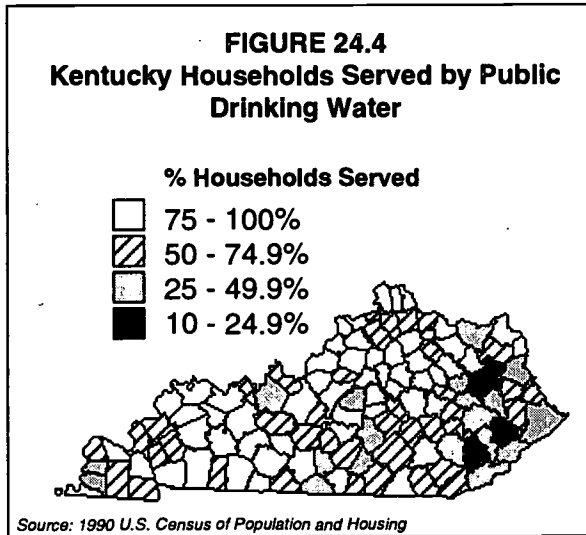 FIGURE 24.4
Kentucky Households Served by Public
Drinking Water
% Households Served
75 - 100%
50 - 74.9%
25 - 49.9%
10 - 24.9%
Source: 1990 U.S. Census of Population and Housing